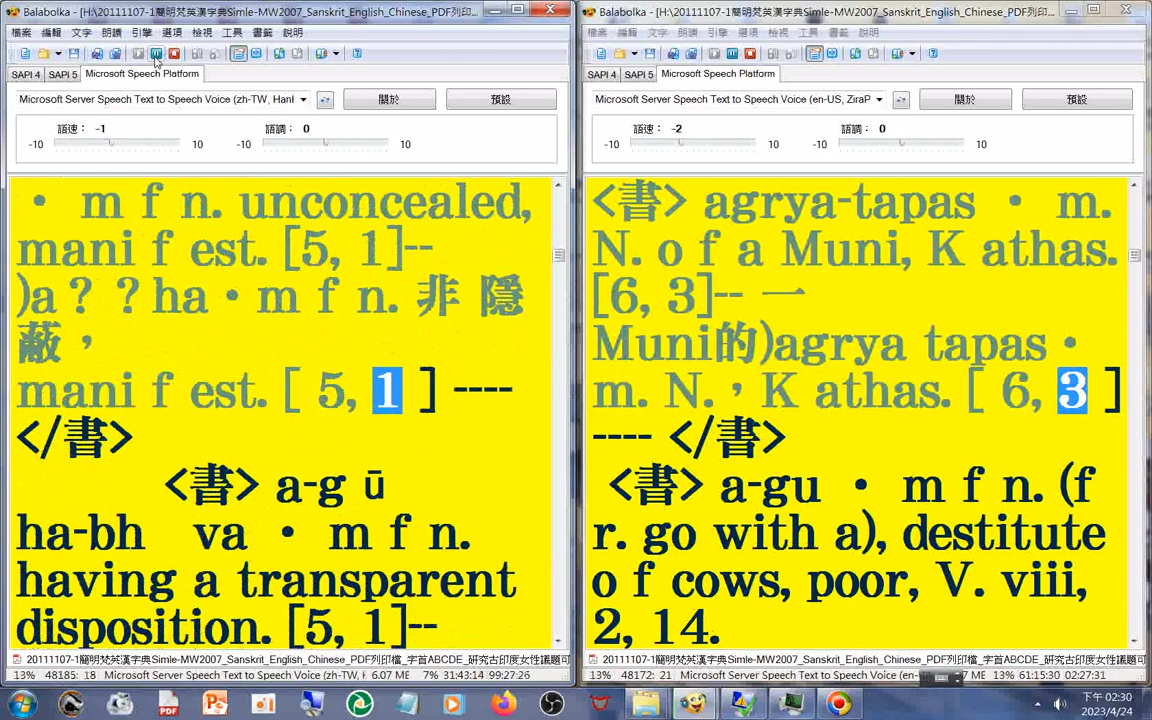 Balabolka - [H:\20111107-1簡明梵英漢字典Simle-MW2007_Sanskrit_English_Chinese_PDF列印...
檔案 編輯 文字 朗讀 引擎 選項 檢視 工具 書籤 說明
SAPI 4 SAPI 5 Microsoft Speech Platform
Microsoft Server Speech Text to Speech Voice (zh-TW, Hanl
關於 預設
語速: -1 語調: 0
-10 10 -10 10
• m f n. unconcealed,
mani f est. [5, 1]--
)a ? ? ha • m f n. 非 隱
蔽，
mani f est. [ 5, 1 ] ----
</書>
<書> a-g ū
ha-bh va • m f n.
having a transparent
disposition. [5, 1]--
20111107-1簡明梵英漢字典Simle-MW2007_Sanskrit_English_Chinese_PDF列印檔_字首ABCDE_研究古印度女性議題可
13% 48185: 18 Microsoft Server Speech Text to Speech Voice (zh-TW, 6.07 ME 7% 31:43:14 99:27:26
Balabolka - [H:\20111107-1簡明梵英漢字典Simle-MW2007_Sanskrit_English_Chinese_PDF列印...
檔案 編輯 文字 朗讀 引擎 選項 檢視 工具 書籤 說明
SAPI 4 SAPI 5 Microsoft Speech Platform
Microsoft Server Speech Text to Speech Voice (en-US, ZiraP
關於 預設
語速: -2 語調: 0
-10 10 -10 10
<書> agrya-tapas • m.
N. o f a Muni, K athas.
[6, 3]-- 一
Muni的)agrya tapas •
m. N.，K athas. [ 6, 3 ]
---- </書>
<書> a-gu • m f n. (f
r. go with a), destitute
o f cows, poor, V. viii,
2, 14.
20111107-1簡明梵英漢字典Simle-MW2007_Sanskrit_English_Chinese_PDF列印檔_字首ABCDE_研究古印度女性議題可
13% 48172: 21 Microsoft Server Speech Text to Speech Voice (en-U 7 ME 13% 61:15:30 02:27:31
下午 02:30
2023/4/24